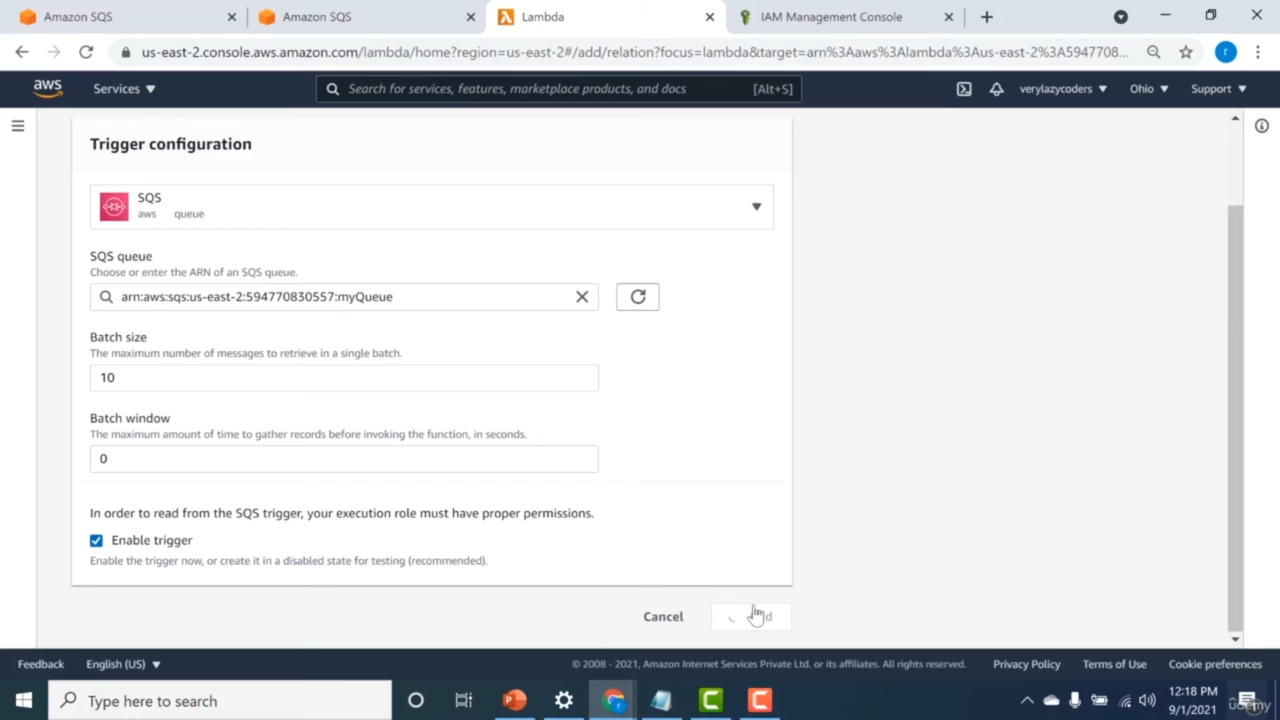 Amazon SQS
Amazon SQS
Lambda
IAM Management Console
us-east-2.console.aws.amazon.com/lambda/home?region=us-east-2#/add/relation?focus=lambda&target=arn%3Aaws%3Alambda%3Aus-east-2%3A5947708...
r
aws
Services
Search for services, features, marketplace products, and docs
[Alt+S]
verylazycoders
Ohio
Support
Trigger configuration
SQS
aws queue
SQS queue
Choose or enter the ARN of an SQS queue.
arn:aws:sqs:us-east-2:594770830557:myQueue
Batch size
The maximum number of messages to retrieve in a single batch.
10
Batch window
The maximum amount of time to gather records before invoking the function, in seconds.
0
In order to read from the SQS trigger, your execution role must have proper permissions.
Enable trigger
Enable the trigger now, or create it in a disabled state for testing (recommended).
Cancel
Feedback
English (US)
© 2008 - 2021, Amazon Internet Services Private Ltd. or its affiliates. All rights reserved.
Privacy Policy
Terms of Use
Cookie preferences
Type here to search
12:18 PM
9/1/2021
udemy